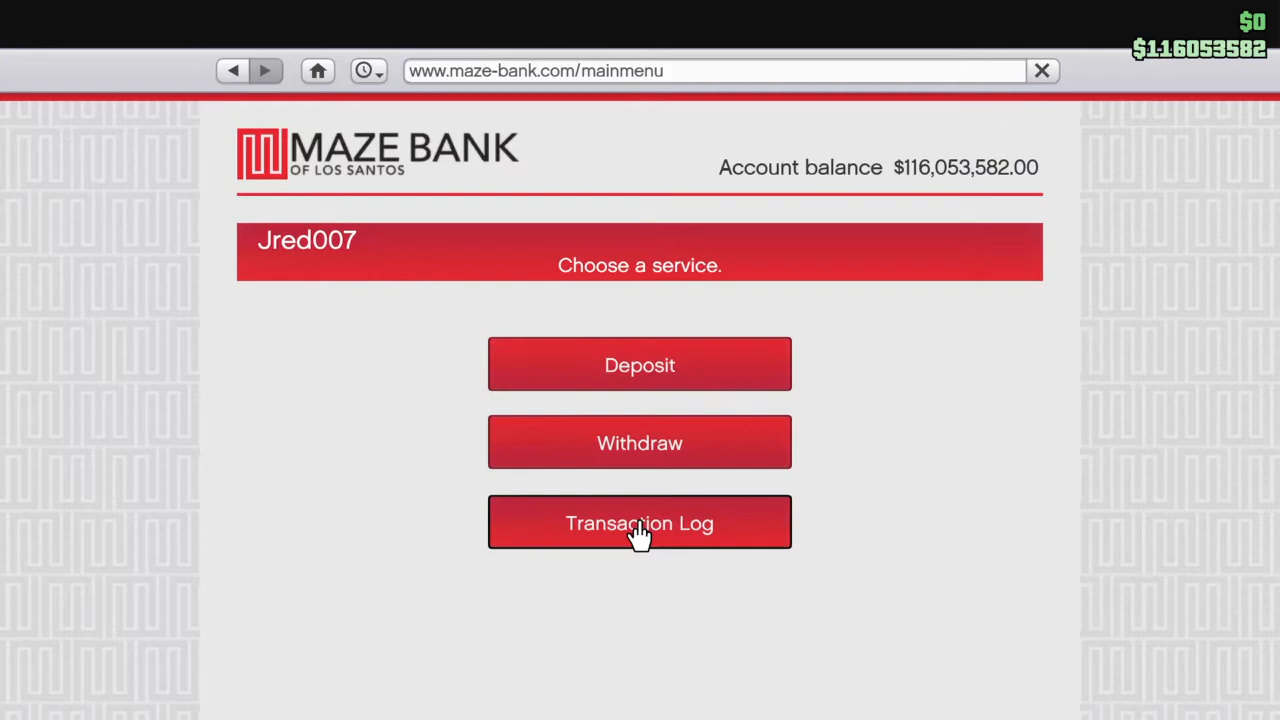 $0
$116053582
www.maze-bank.com/mainmenu
MAZE BANK
OF LOS SANTOS
Account balance $116,053,582.00
Jred007
Choose a service.
Deposit
Withdraw
Transaction Log